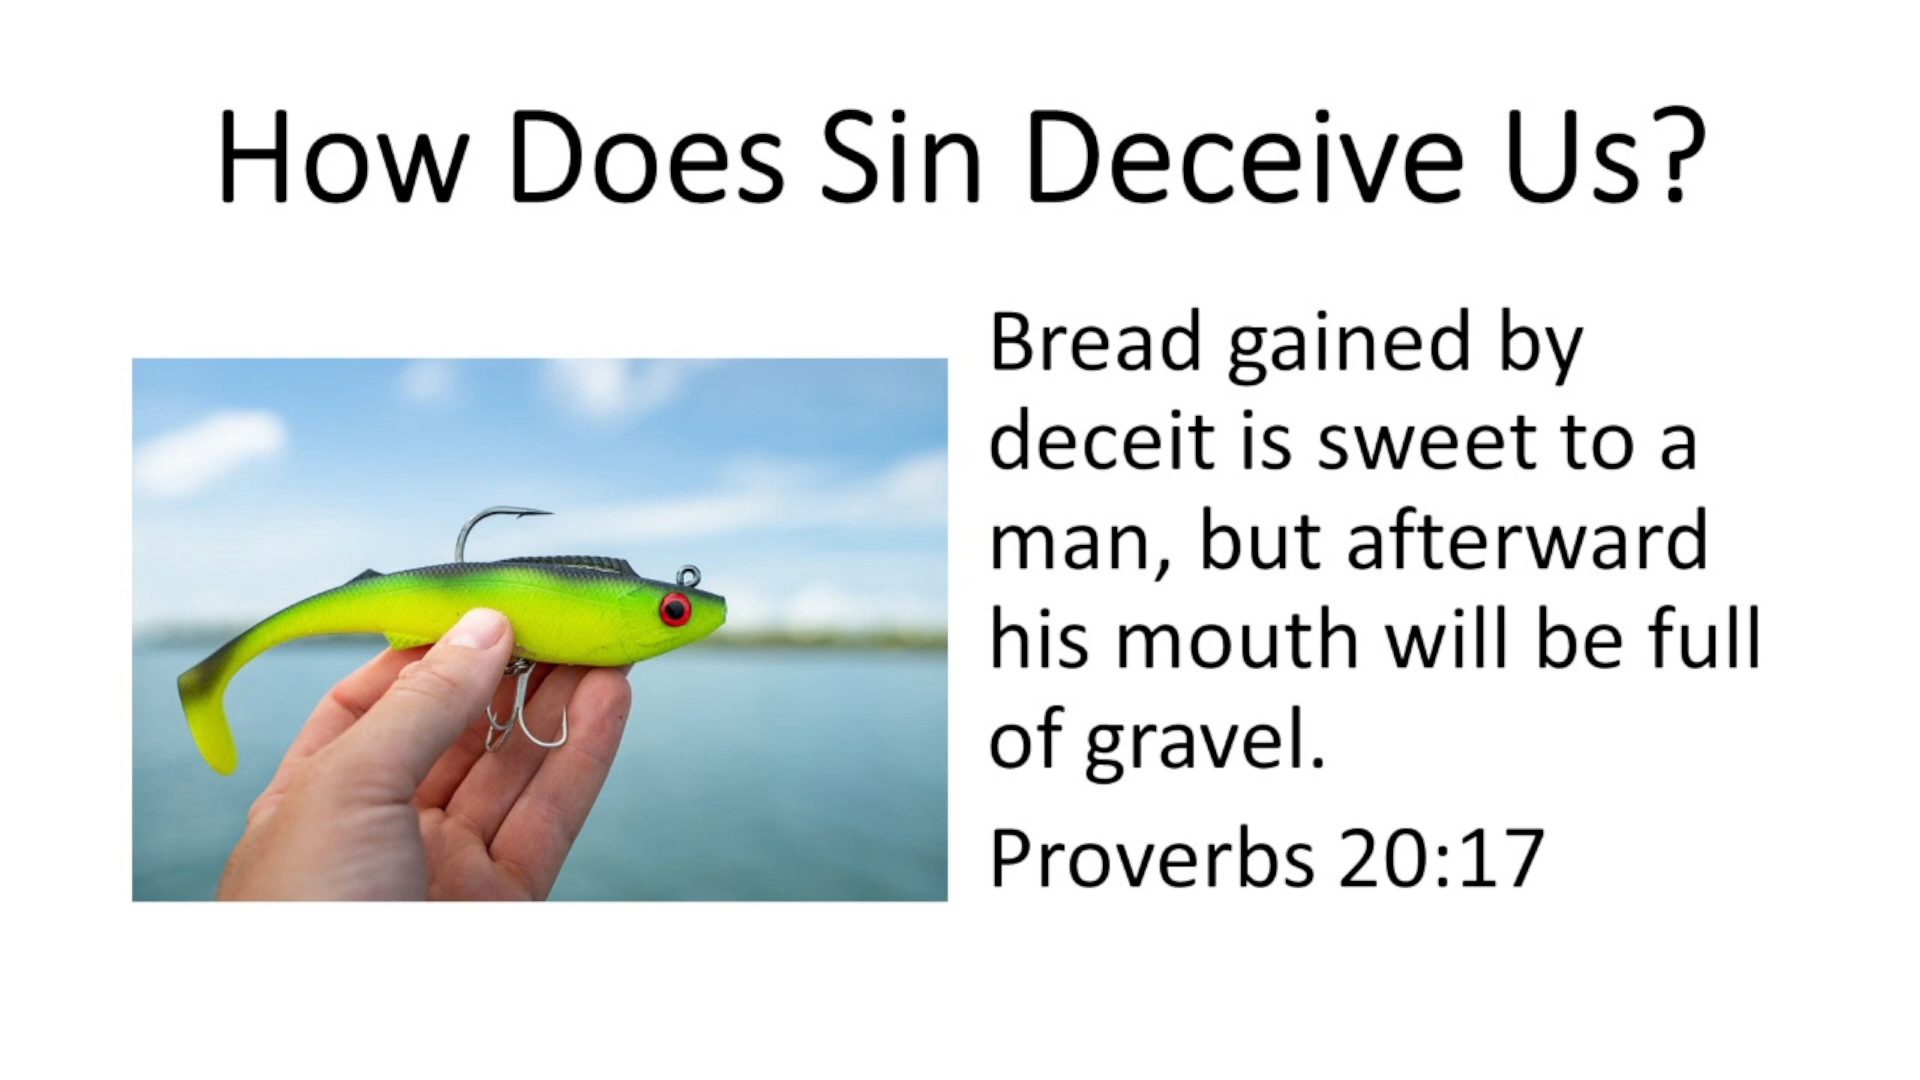 How Does Sin Deceive Us?
Bread gained by
deceit is sweet to a
man, but afterward
his mouth will be full
of gravel.
Proverbs 20:17